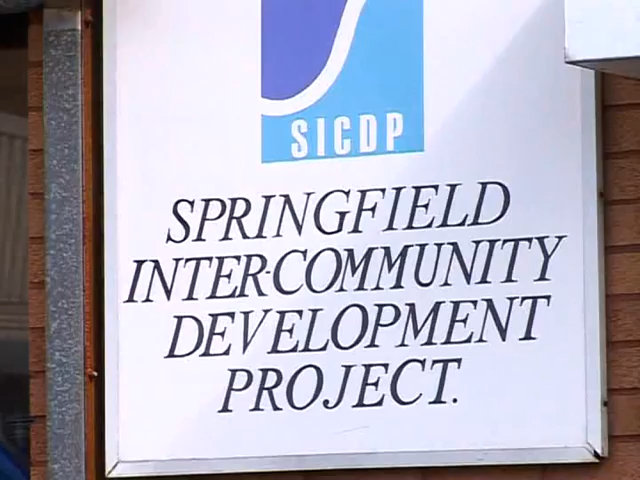 SICDP
SPRINGFIELD
INTER-COMMUNITY
DEVELOPMENT
PROJECT.